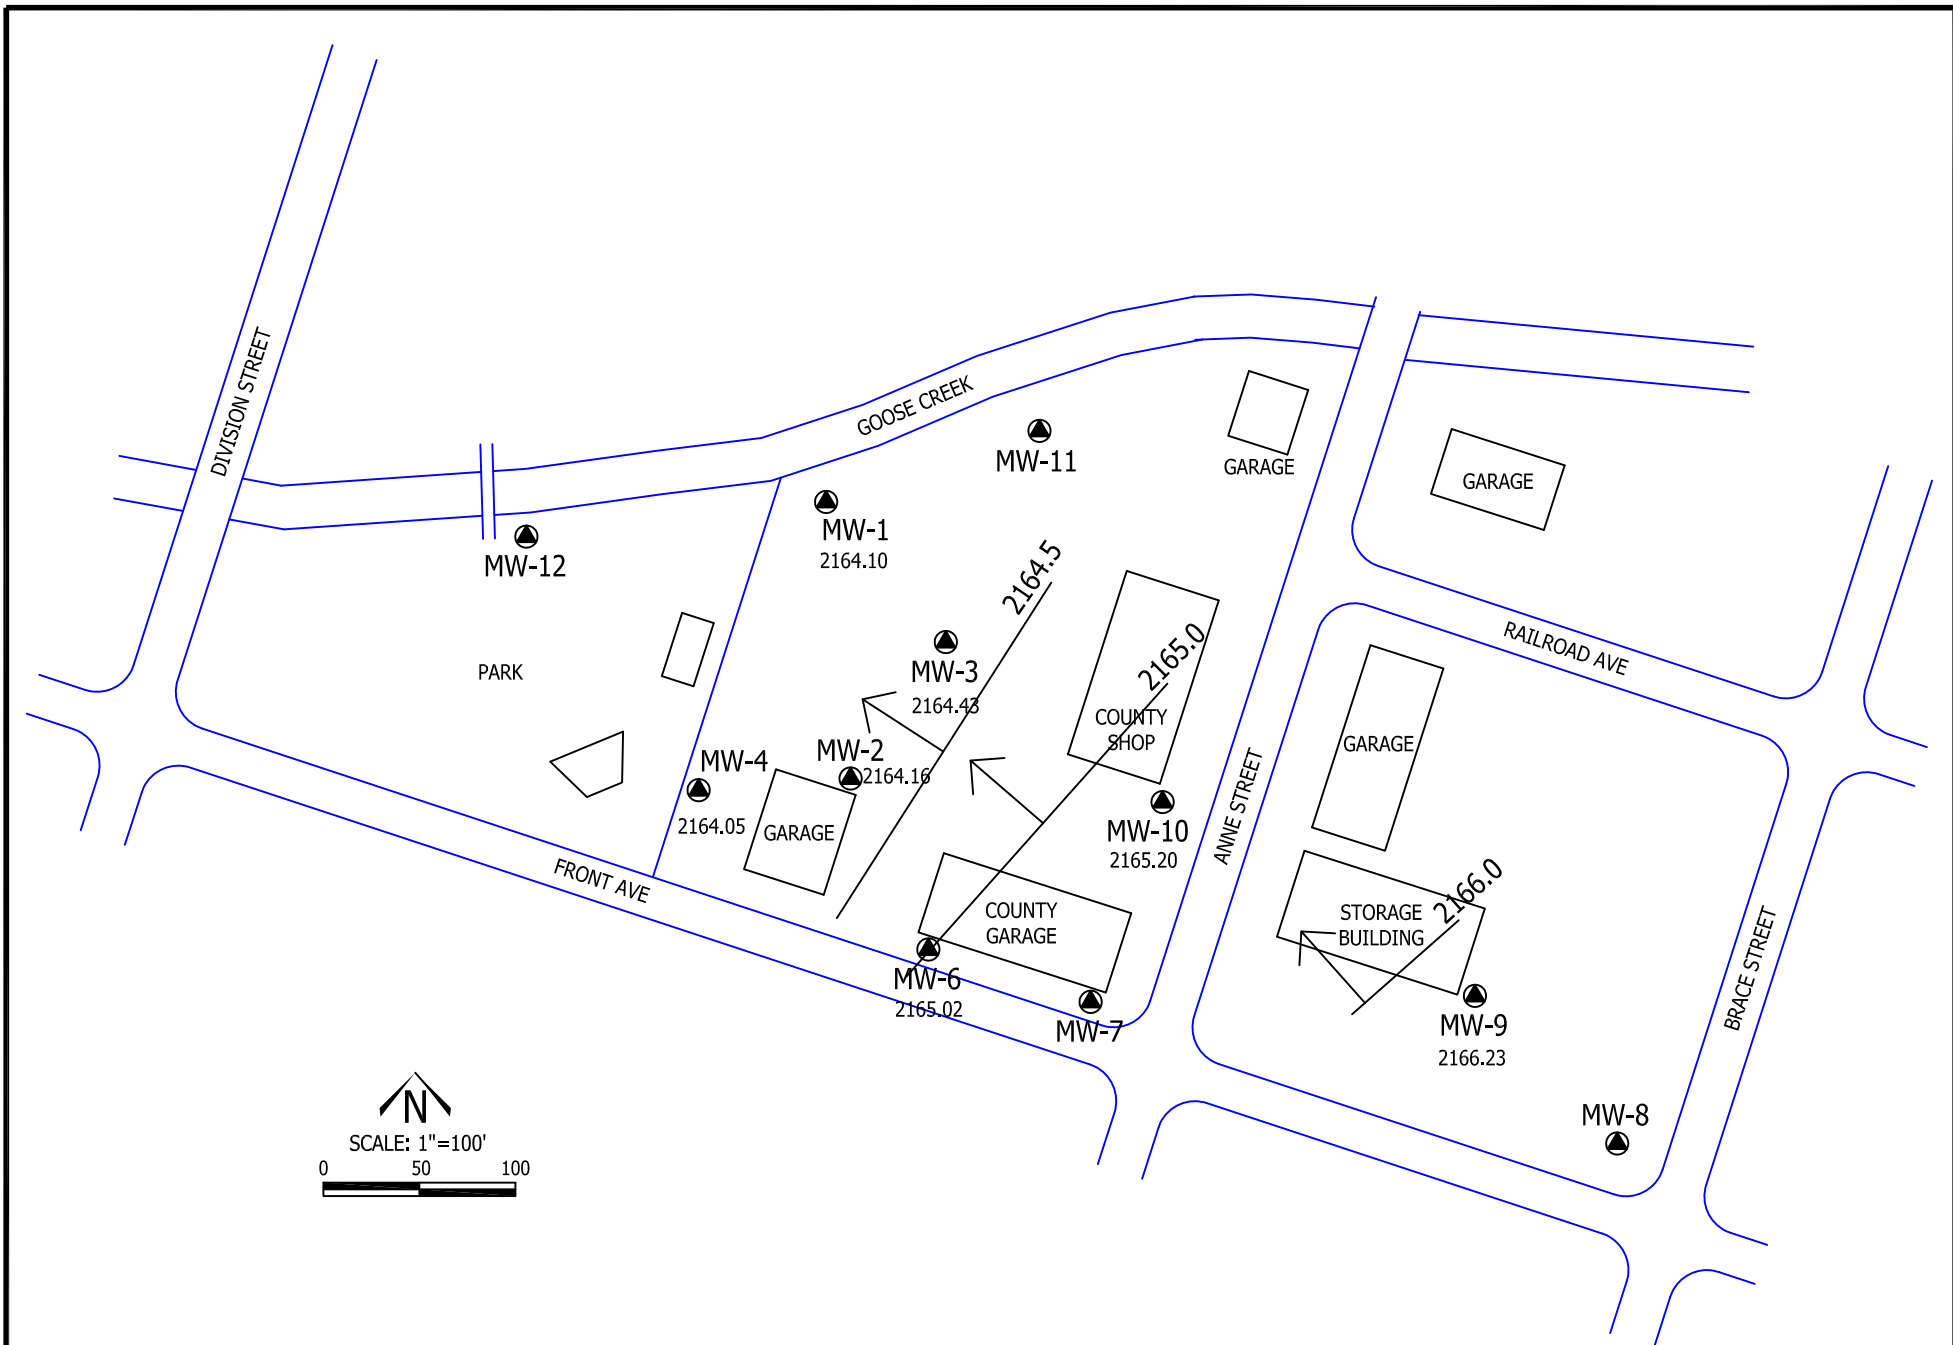 DIVISION STREET
GOOSE CREEK
MW-11
GARAGE
GARAGE
MW-1
2164.10
MW-12
2164.5
2165.0
RAILROAD AVE
PARK
MW-3
2164.43
COUNTY
SHOP
GARAGE
MW-4
MW-2
2164.16
2164.05
GARAGE
MW-10
2165.20
ANNE STREET
FRONT AVE
COUNTY
GARAGE
STORAGE
BUILDING
2166.0
BRACE STREET
MW-6
2165.02
MW-7
MW-9
2166.23
MW-8
N
SCALE: 1"=100'
0 50 100